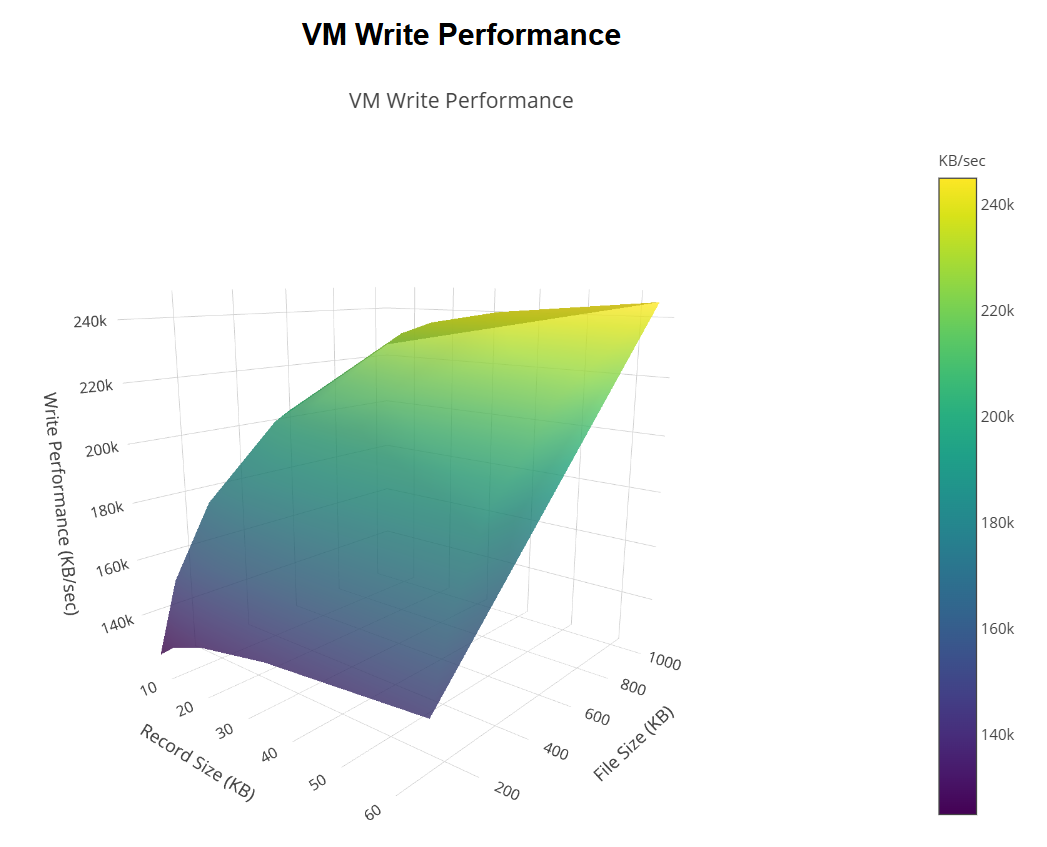 VM Write Performance
VM Write Performance
KB/sec
240k
220k
200k
180k
160k
140k
Write Performance (KB/sec)
240k
220k
200k
180k
160k
140k
10
20
30
40
50
60
Record Size (KB)
200
400
600
800
1000
File Size (KB)